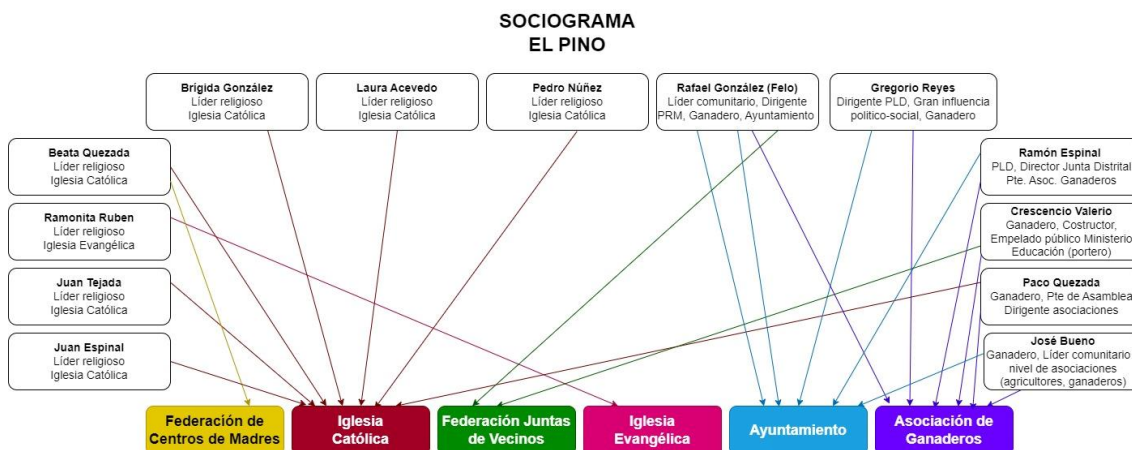 SOCIOGRAMA
EL PINO
Brígida González
Líder religioso
Iglesia Católica
Laura Acevedo
Líder religioso
Iglesia Católica
Pedro Núñez
Líder religioso
Iglesia Católica
Rafael González (Felo)
Líder comunitario, Dirigente
PRM, Ganadero, Ayuntamiento
Gregorio Reyes
Dirigente PLD, Gran influencia
politico-social, Ganadero
Beata Quezada
Líder religioso
Iglesia Católica
Ramonita Ruben
Líder religioso
Iglesia Evangélica
Juan Tejada
Líder religioso
Iglesia Católica
Juan Espinal
Líder religioso
Iglesia Católica
Ramón Espinal
PLD, Director Junta Distrital
Pte. Asoc. Ganaderos
Crescencio Valerio
Ganadero, Costructor,
Empelado público Ministerio
Educación (portero)
Paco Quezada
Ganadero, Pte de Asamblea
Dirigente asociaciones
José Bueno
Ganadero, Líder comunitario
nivel de asociaciones
(agricultores, ganaderos)
Federación de
Centros de Madres
Iglesia
Católica
Federación Juntas
de Vecinos
Iglesia
Evangélica
Ayuntamiento
Asociación de
Ganaderos